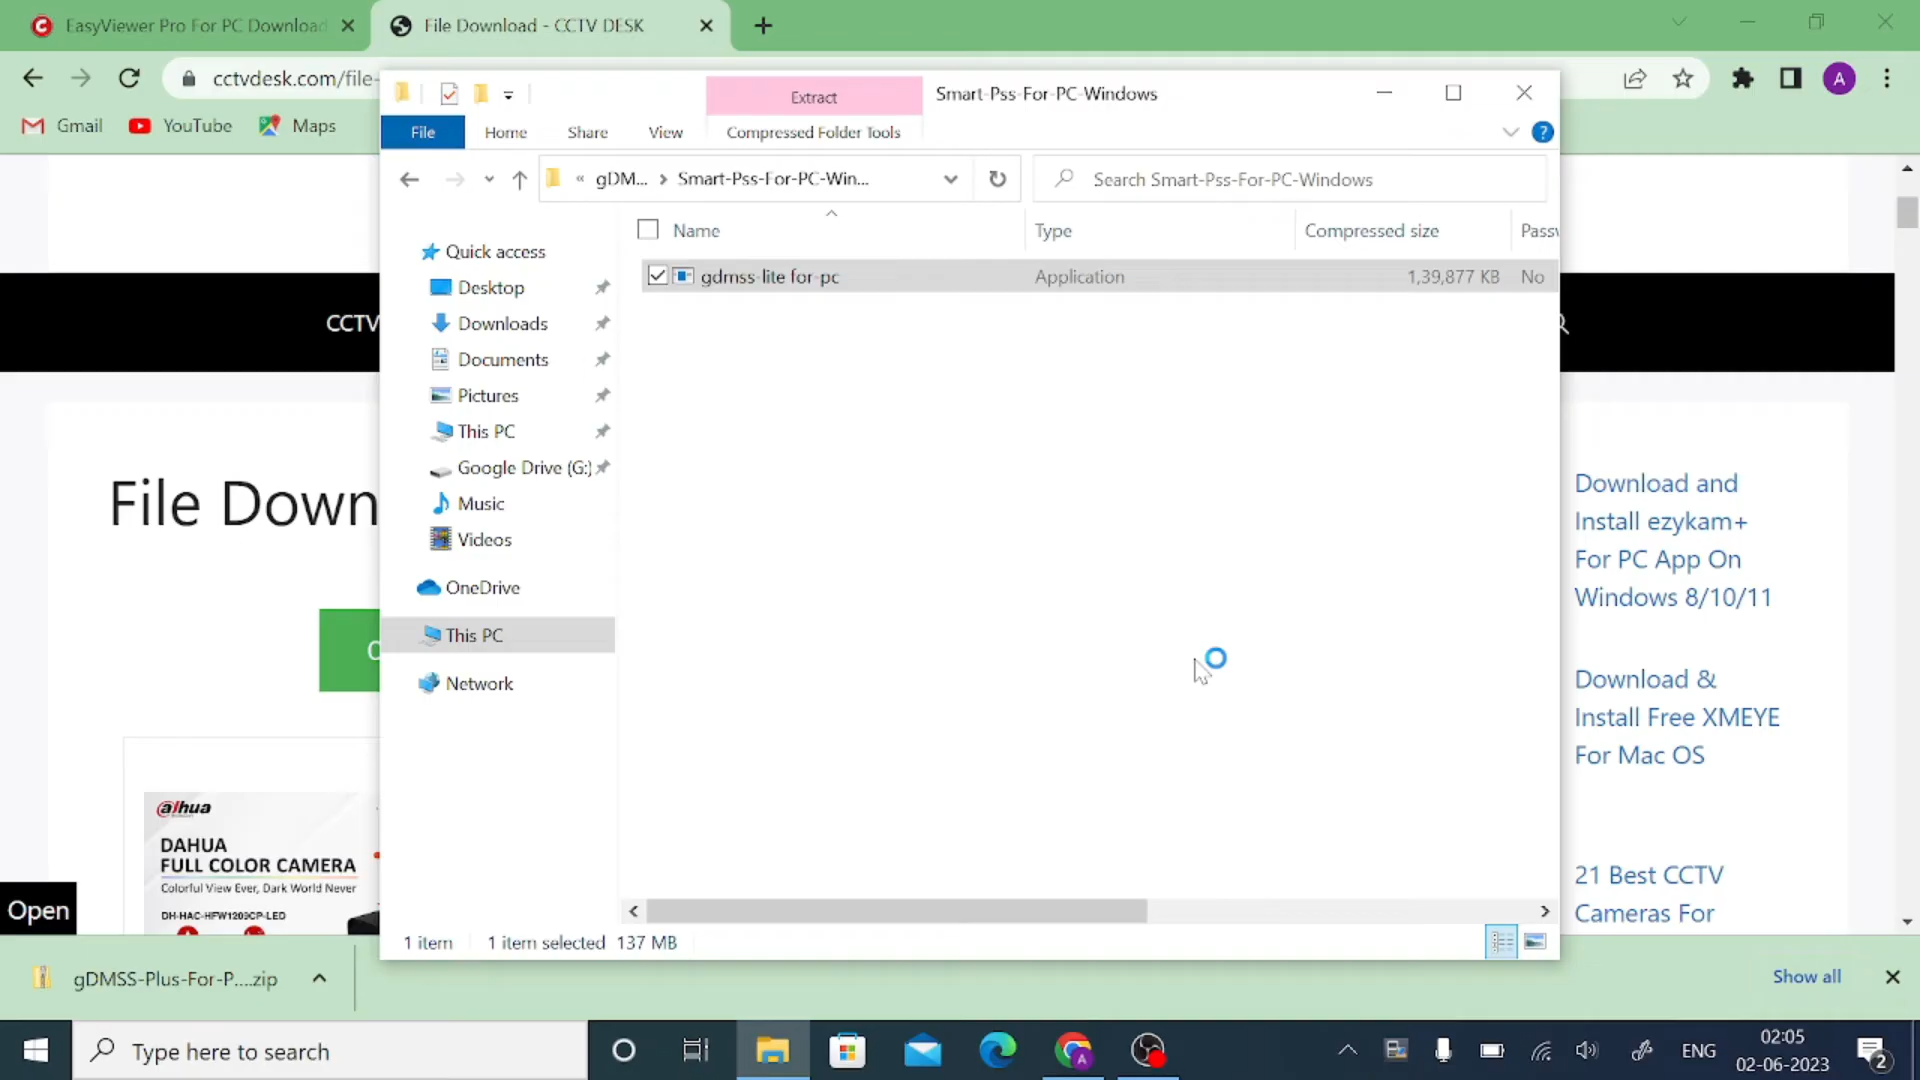 EasyViewer Pro For PC Download
File Download - CCTV DESK
cctvdesk.com/file-
Gmail
YouTube
Maps
Extract
Smart-Pss-For-PC-Windows
File
Home
Share
View
Compressed Folder Tools
« gDM... > Smart-Pss-For-PC-Win...
Search Smart-Pss-For-PC-Windows
Name
Type
Compressed size
Passw
gdmss-lite for-pc
Application
1,39,877 KB
No
Quick access
Desktop
Downloads
Documents
Pictures
This PC
Google Drive (G:)
Music
Videos
OneDrive
This PC
Network
1 item
1 item selected 137 MB
CCTV
File Down
alhua
DAHUA
FULL COLOR CAMERA
Colorful View Ever, Dark World Never
DH-HAC-HFW1209CP-LED
Open
Download and
Install ezykam+
For PC App On
Windows 8/10/11
Download &
Install Free XMEYE
For Mac OS
21 Best CCTV
Cameras For
gDMSS-Plus-For-P....zip
Show all
Type here to search
A
ENG
02:05
02-06-2023
2